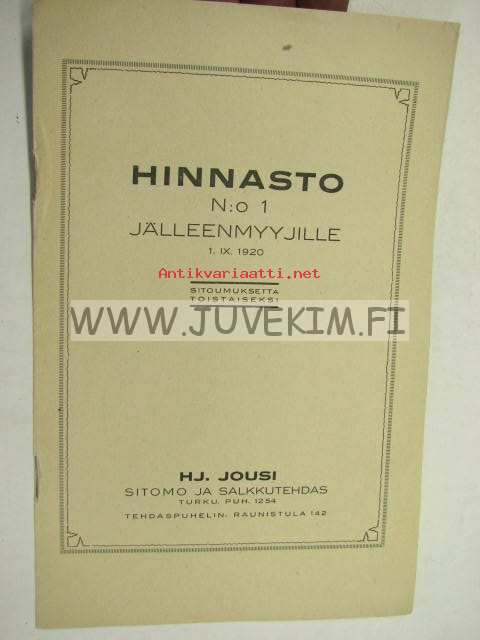 HINNASTO
N:o 1
JÄLLEENMYYJILLE
1. IX. 1920
Antikvariaatti.net
SITOUMUKSETTA
TOISTAISEKSI
WWW.JUVEKIM.FI
HJ. JOUSI
SITOMO JA SALKKUTEHDAS
TURKU. PUH. 1254
TEHDASPUHELIN: RAUNISTULA 142